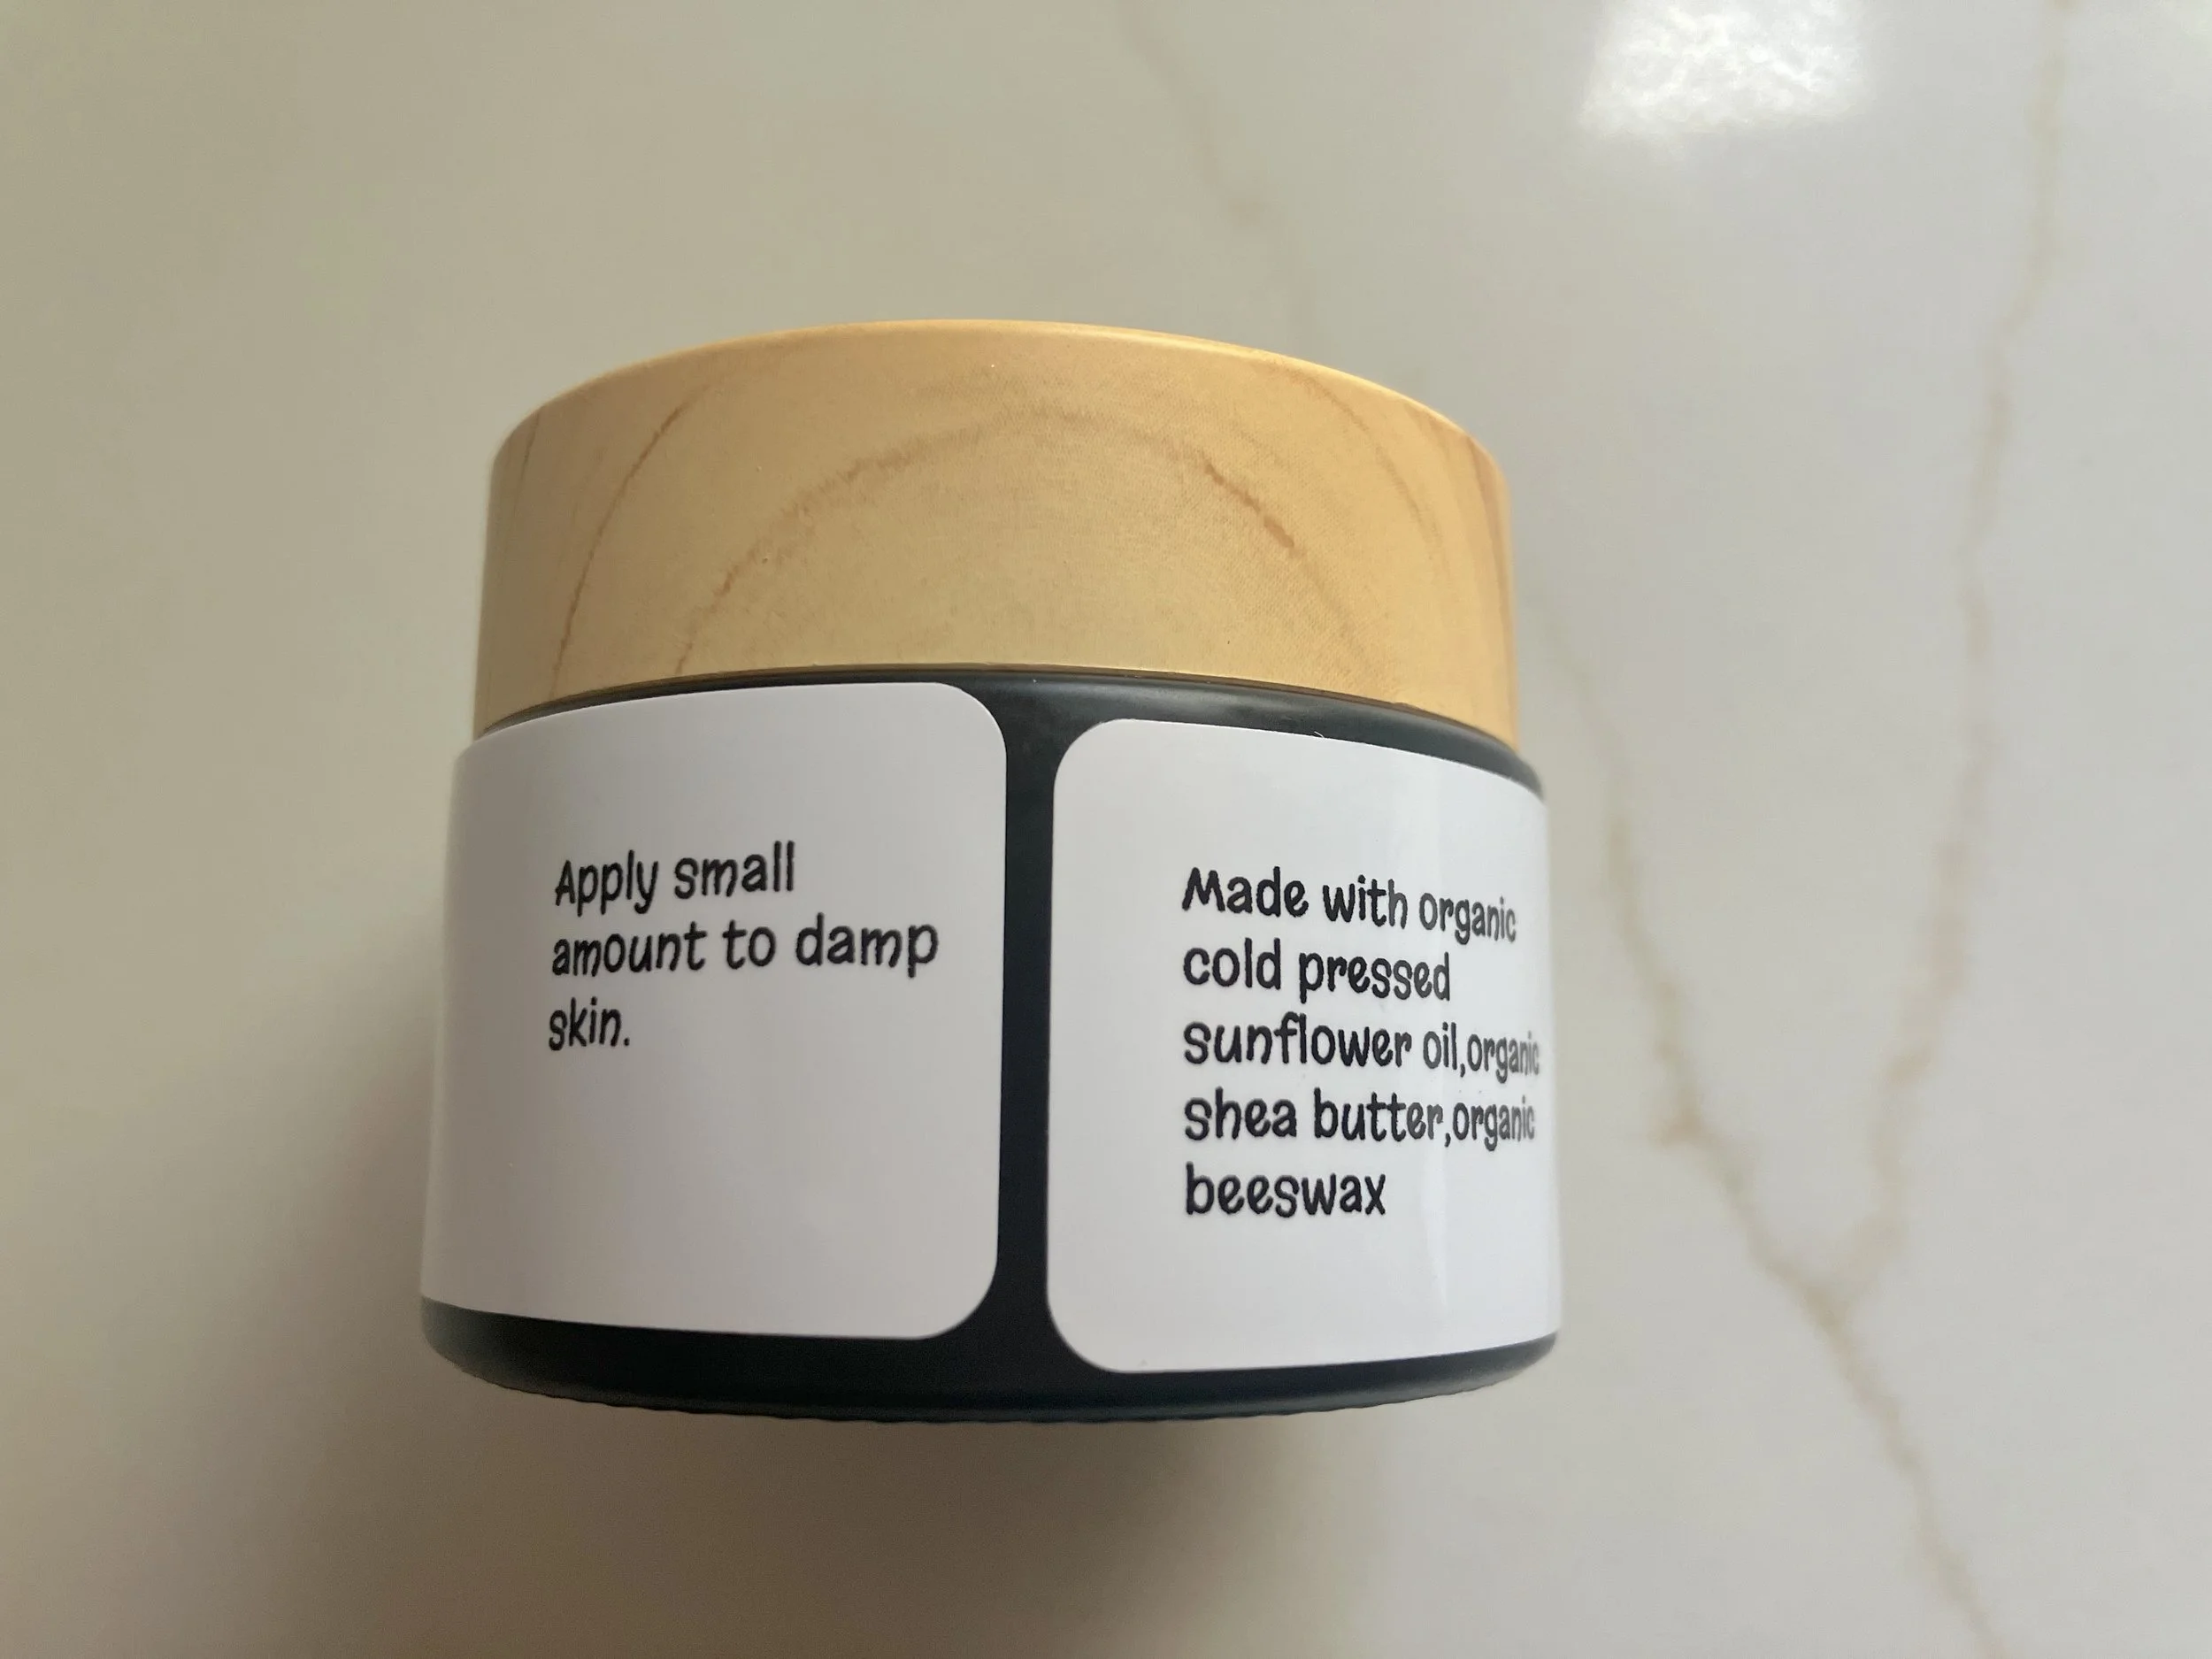 Apply small
amount to damp
skin.
Made with organic
cold pressed
sunflower oil,organic
shea butter,organic
beeswax